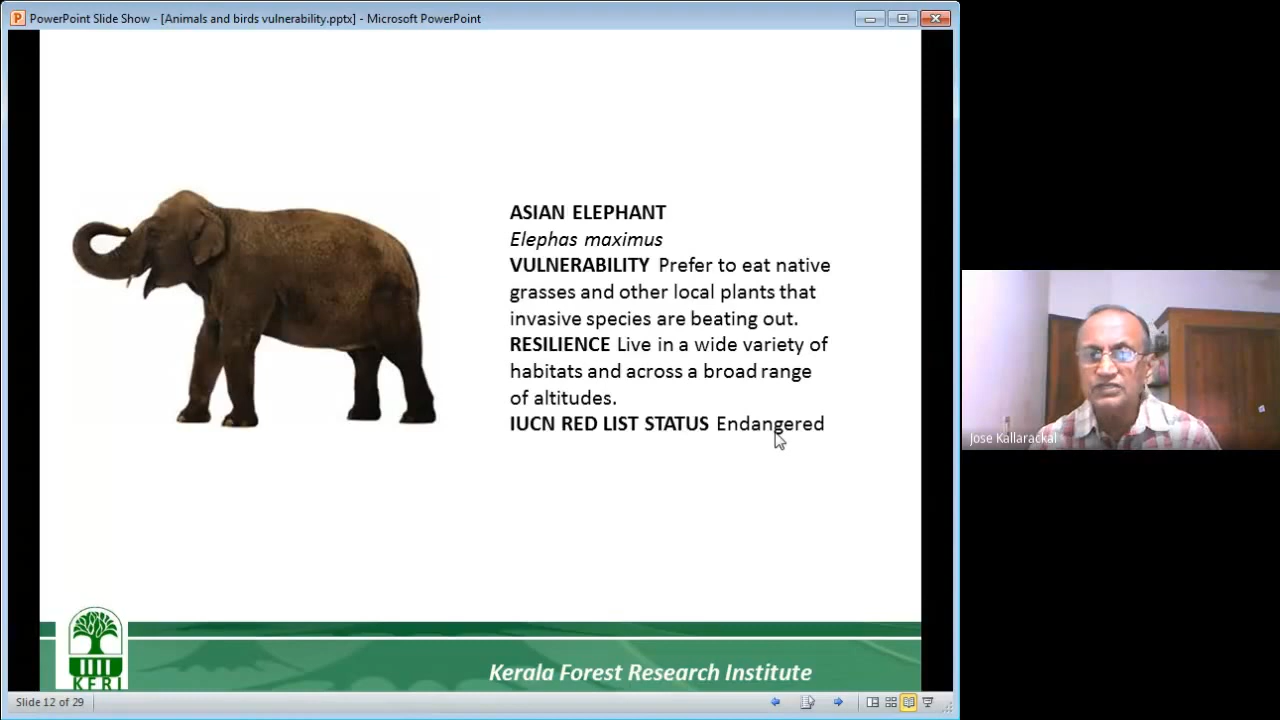 PowerPoint Slide Show - [Animals and birds vulnerability.pptx] - Microsoft PowerPoint
ASIAN ELEPHANT
Elephas maximus
VULNERABILITY Prefer to eat native
grasses and other local plants that
invasive species are beating out.
RESILIENCE Live in a wide variety of
habitats and across a broad range
of altitudes.
IUCN RED LIST STATUS Endangered
Jose Kallarackal
KFRI
Kerala Forest Research Institute
Slide 12 of 29